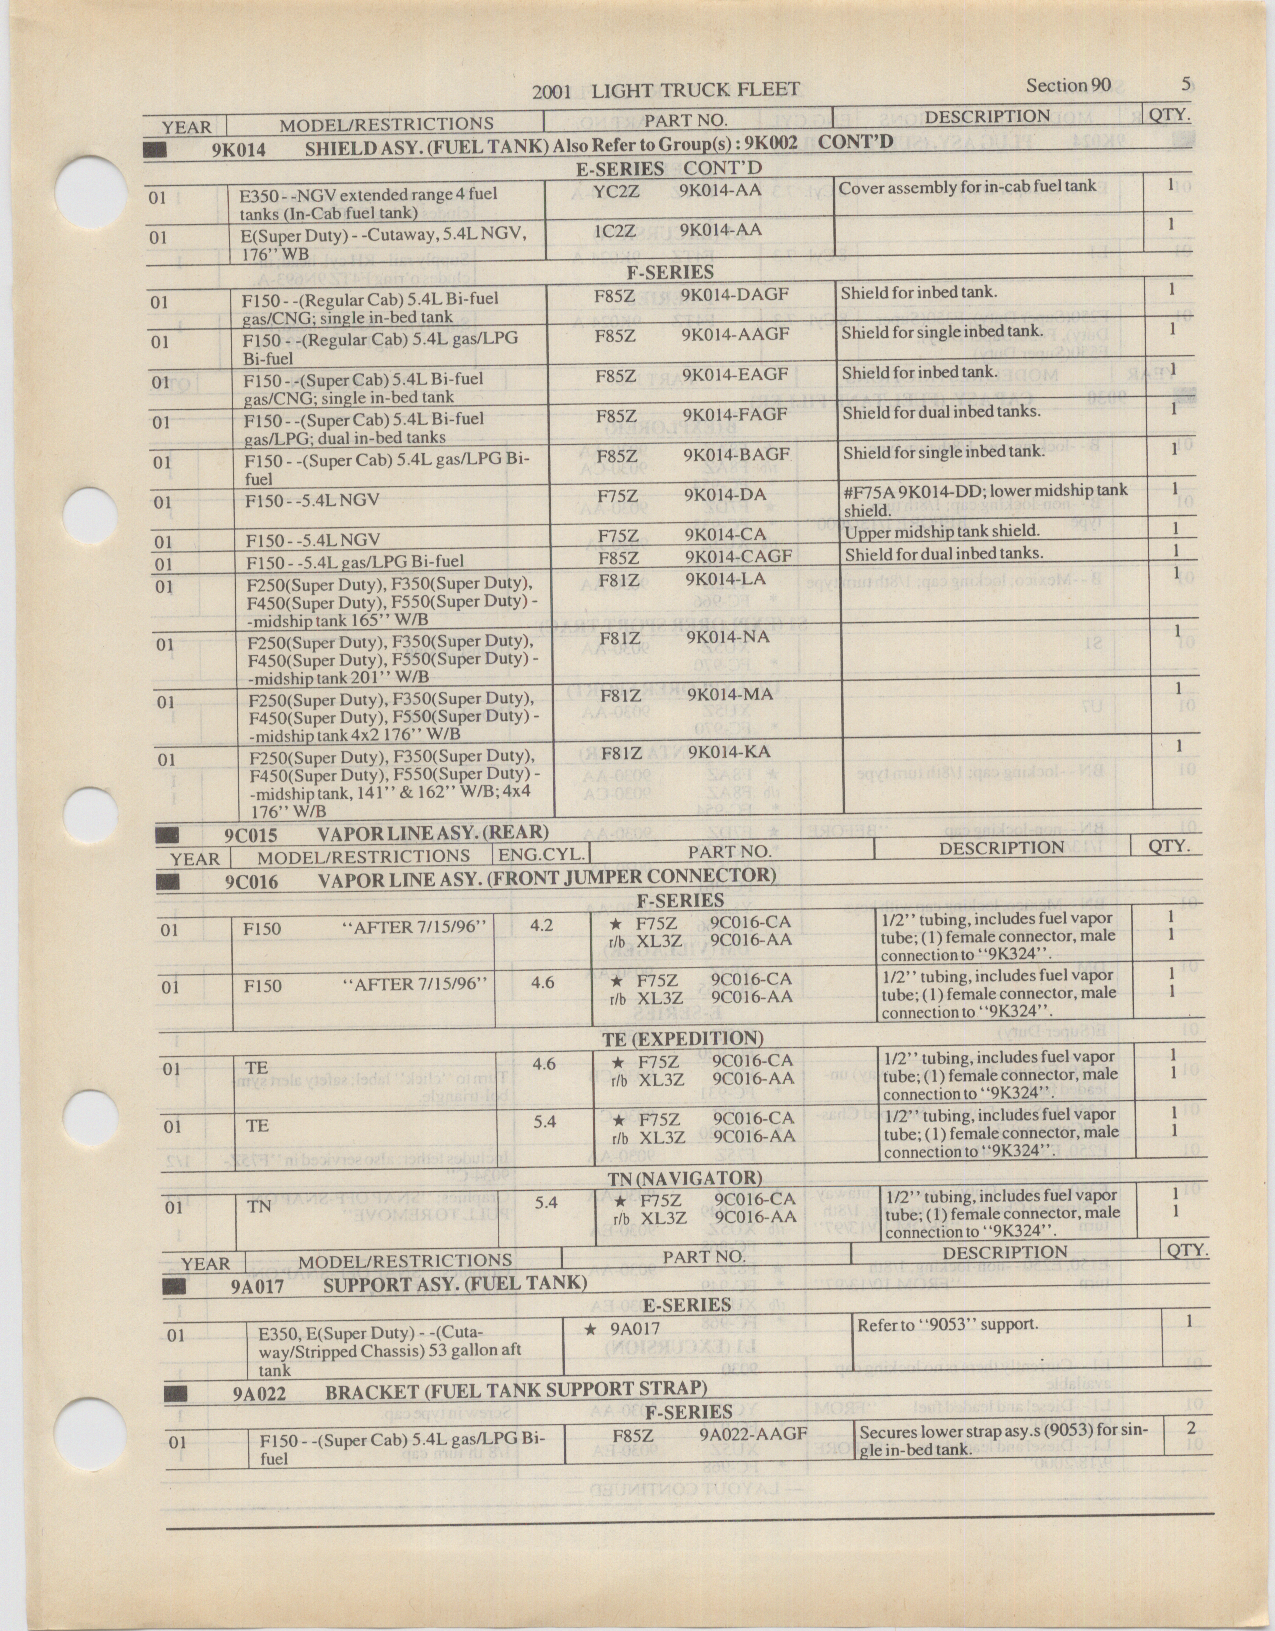 2001 LIGHT TRUCK FLEET Section 90 5
YEAR MODEL/RESTRICTIONS PART NO. DESCRIPTION QTY.
9K014 SHIELD ASY. (FUEL TANK) Also Refer to Group(s) : 9K002 CONT'D
E-SERIES CONT'D
01 E350 - -NGV extended range 4 fuel YC2Z 9K014-AA Cover assembly for in-cab fuel tank 1
tanks (In-Cab fuel tank)
01 E(Super Duty) - -Cutaway, 5.4L NGV, 1C2Z 9K014-AA 1
176'' WB
F-SERIES
01 F150 - -(Regular Cab) 5.4L Bi-fuel F85Z 9K014-DAGF Shield for inbed tank. 1
gas/CNG; single in-bed tank
01 F150 - -(Regular Cab) 5.4L gas/LPG F85Z 9K014-AAGF Shield for single inbed tank. 1
Bi-fuel
01 F150 - -(Super Cab) 5.4L Bi-fuel F85Z 9K014-EAGF Shield for inbed tank. 1
gas/CNG; single in-bed tank
01 F150 - -(Super Cab) 5.4L Bi-fuel F85Z 9K014-FAGF Shield for dual inbed tanks. 1
gas/LPG; dual in-bed tanks
01 F150 - -(Super Cab) 5.4L gas/LPG Bi- F85Z 9K014-BAGF Shield for single inbed tank. 1
fuel
01 F150 - -5.4L NGV F75Z 9K014-DA #F75A 9K014-DD; lower midship tank 1
shield.
01 F150 - -5.4L NGV F75Z 9K014-CA Upper midship tank shield. 1
01 F150 - -5.4L gas/LPG Bi-fuel F85Z 9K014-CAGF Shield for dual inbed tanks. 1
01 F250(Super Duty), F350(Super Duty), F81Z 9K014-LA 1
F450(Super Duty), F550(Super Duty) -
-midship tank 165'' W/B
01 F250(Super Duty), F350(Super Duty), F81Z 9K014-NA 1
F450(Super Duty), F550(Super Duty) -
-midship tank 201'' W/B
01 F250(Super Duty), F350(Super Duty), F81Z 9K014-MA 1
F450(Super Duty), F550(Super Duty) -
-midship tank 4x2 176'' W/B
01 F250(Super Duty), F350(Super Duty), F81Z 9K014-KA 1
F450(Super Duty), F550(Super Duty) -
-midship tank, 141'' & 162'' W/B; 4x4
176'' W/B
9C015 VAPOR LINE ASY. (REAR)
YEAR MODEL/RESTRICTIONS ENG.CYL. PART NO. DESCRIPTION QTY.
9C016 VAPOR LINE ASY. (FRONT JUMPER CONNECTOR)
F-SERIES
01 F150 ''AFTER 7/15/96'' 4.2 ★ F75Z 9C016-CA 1/2'' tubing, includes fuel vapor 1
r/b XL3Z 9C016-AA tube; (1) female connector, male 1
connection to ''9K324''.
01 F150 ''AFTER 7/15/96'' 4.6 ★ F75Z 9C016-CA 1/2'' tubing, includes fuel vapor 1
r/b XL3Z 9C016-AA tube; (1) female connector, male 1
connection to ''9K324''.
TE (EXPEDITION)
01 TE 4.6 ★ F75Z 9C016-CA 1/2'' tubing, includes fuel vapor 1
r/b XL3Z 9C016-AA tube; (1) female connector, male 1
connection to ''9K324''.
01 TE 5.4 ★ F75Z 9C016-CA 1/2'' tubing, includes fuel vapor 1
r/b XL3Z 9C016-AA tube; (1) female connector, male 1
connection to ''9K324''.
TN (NAVIGATOR)
01 TN 5.4 ★ F75Z 9C016-CA 1/2'' tubing, includes fuel vapor 1
r/b XL3Z 9C016-AA tube; (1) female connector, male 1
connection to ''9K324''.
YEAR MODEL/RESTRICTIONS PART NO. DESCRIPTION QTY.
9A017 SUPPORT ASY. (FUEL TANK)
E-SERIES
01 E350, E(Super Duty) - -(Cuta- ★ 9A017 Refer to ''9053'' support. 1
way/Stripped Chassis) 53 gallon aft
tank
9A022 BRACKET (FUEL TANK SUPPORT STRAP)
F-SERIES
01 F150 - -(Super Cab) 5.4L gas/LPG Bi- F85Z 9A022-AAGF Secures lower strap asy.s (9053) for sin- 2
fuel gle in-bed tank.